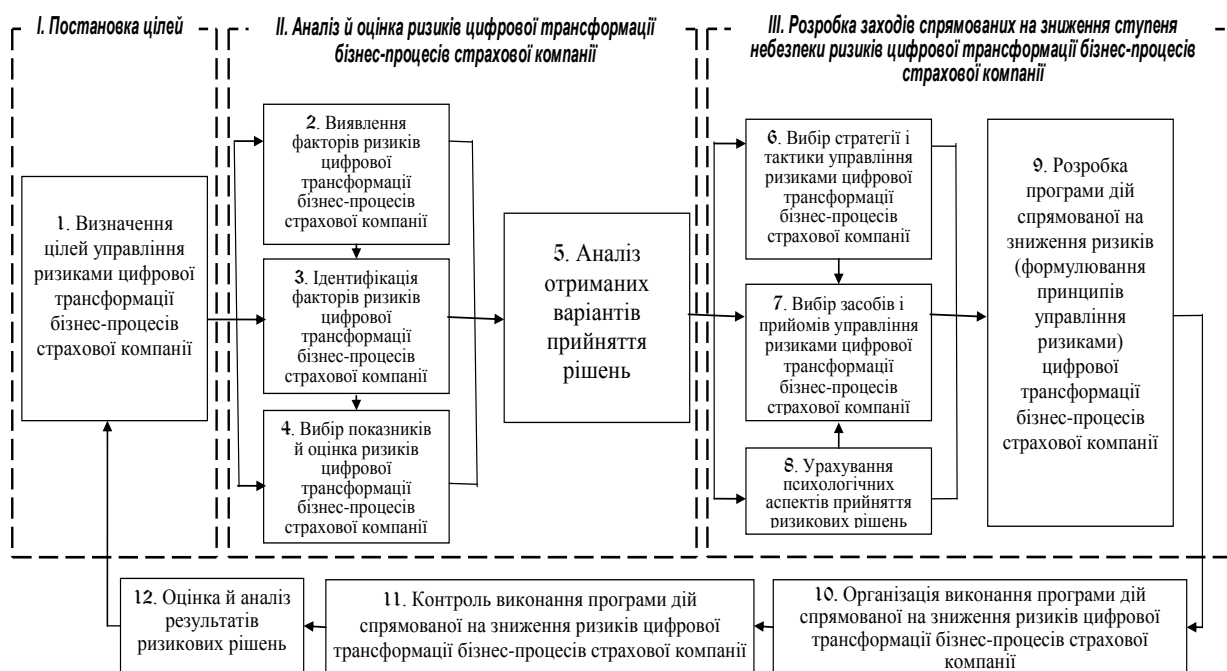 І. Постановка цілей
ІІ. Аналіз й оцінка ризиків цифрової трансформації
бізнес-процесів страхової компанії
ІІІ. Розробка заходів спрямованих на зниження ступеня
небезпеки ризиків цифрової трансформації бізнес-процесів
страхової компанії
1. Визначення
цілей управління
ризиками цифрової
трансформації
бізнес-процесів
страхової компанії
2. Виявлення
факторів ризиків
цифрової
трансформації
бізнес-процесів
страхової компанії
3. Ідентифікація
факторів ризиків
цифрової
трансформації
бізнес-процесів
страхової компанії
4. Вибір показників
й оцінка ризиків
цифрової
трансформації
бізнес-процесів
страхової компанії
5. Аналіз
отриманих
варіантів
прийняття
рішень
6. Вибір стратегії і
тактики управління
ризиками цифрової
трансформації
бізнес-процесів
страхової компанії
7. Вибір засобів і
прийомів управління
ризиками цифрової
трансформації
бізнес-процесів
страхової компанії
8. Урахування
психологічних
аспектів прийняття
ризикових рішень
9. Розробка
програми дій
спрямованої на
зниження ризиків
(формулювання
принципів
управління
ризиками)
цифрової
трансформації
бізнес-процесів
страхової компанії
12. Оцінка й аналіз
результатів
ризикових рішень
11. Контроль виконання програми дій
спрямованої на зниження ризиків цифрової
трансформації бізнес-процесів страхової компанії
10. Організація виконання програми дій
спрямованої на зниження ризиків цифрової
трансформації бізнес-процесів страхової
компанії